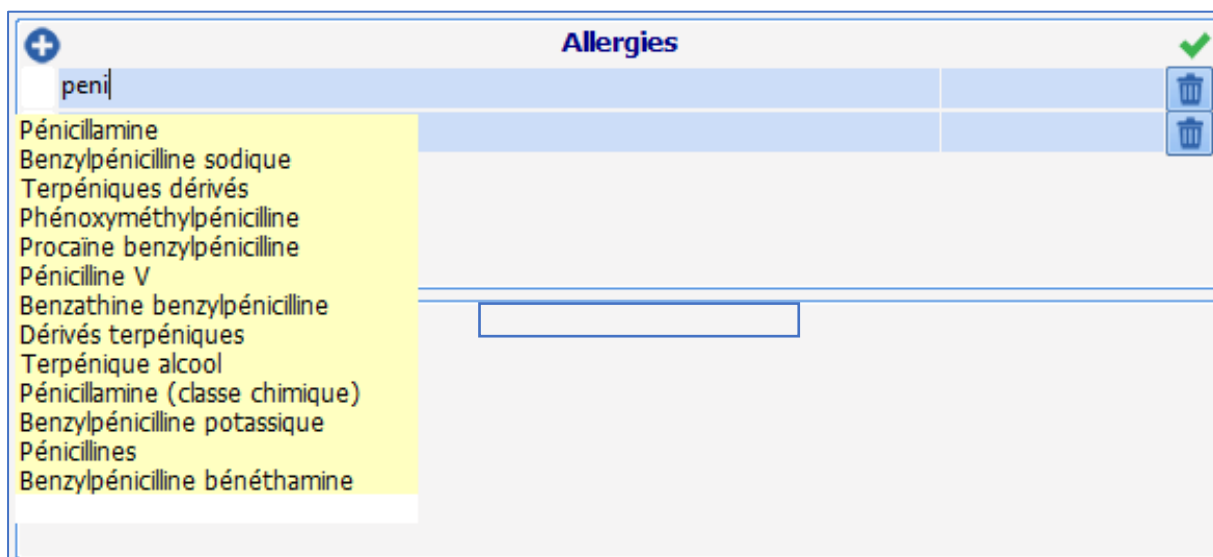 Allergies
peni
Pénicillamine
Benzylpénicilline sodique
Terpéniques dérivés
Phénoxyméthylpénicilline
Procaïne benzylpénicilline
Pénicilline V
Benzathine benzylpénicilline
Dérivés terpéniques
Terpénique alcool
Pénicillamine (classe chimique)
Benzylpénicilline potassique
Pénicillines
Benzylpénicilline bénéthamine